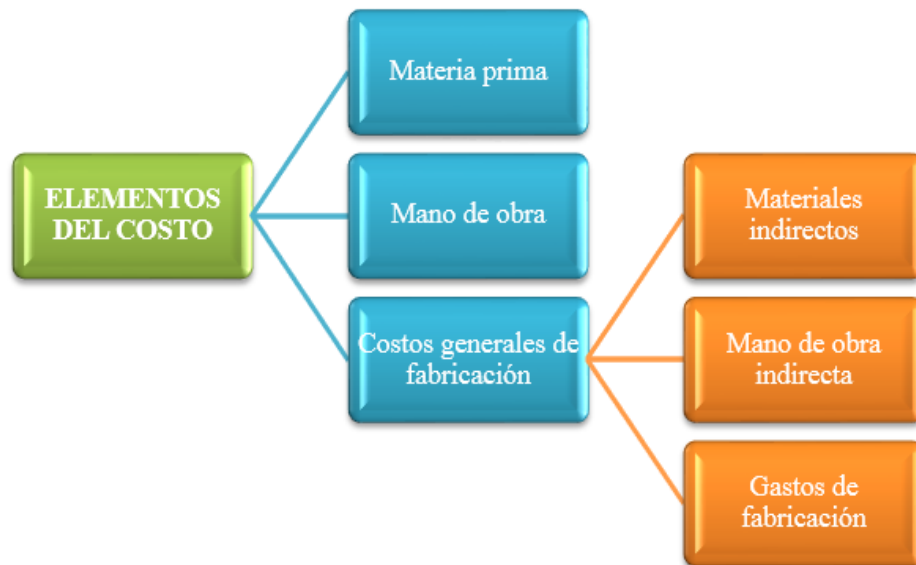 ELEMENTOS
DEL COSTO
Materia prima
Mano de obra
Costos generales de
fabricación
Materiales
indirectos
Mano de obra
indirecta
Gastos de
fabricación